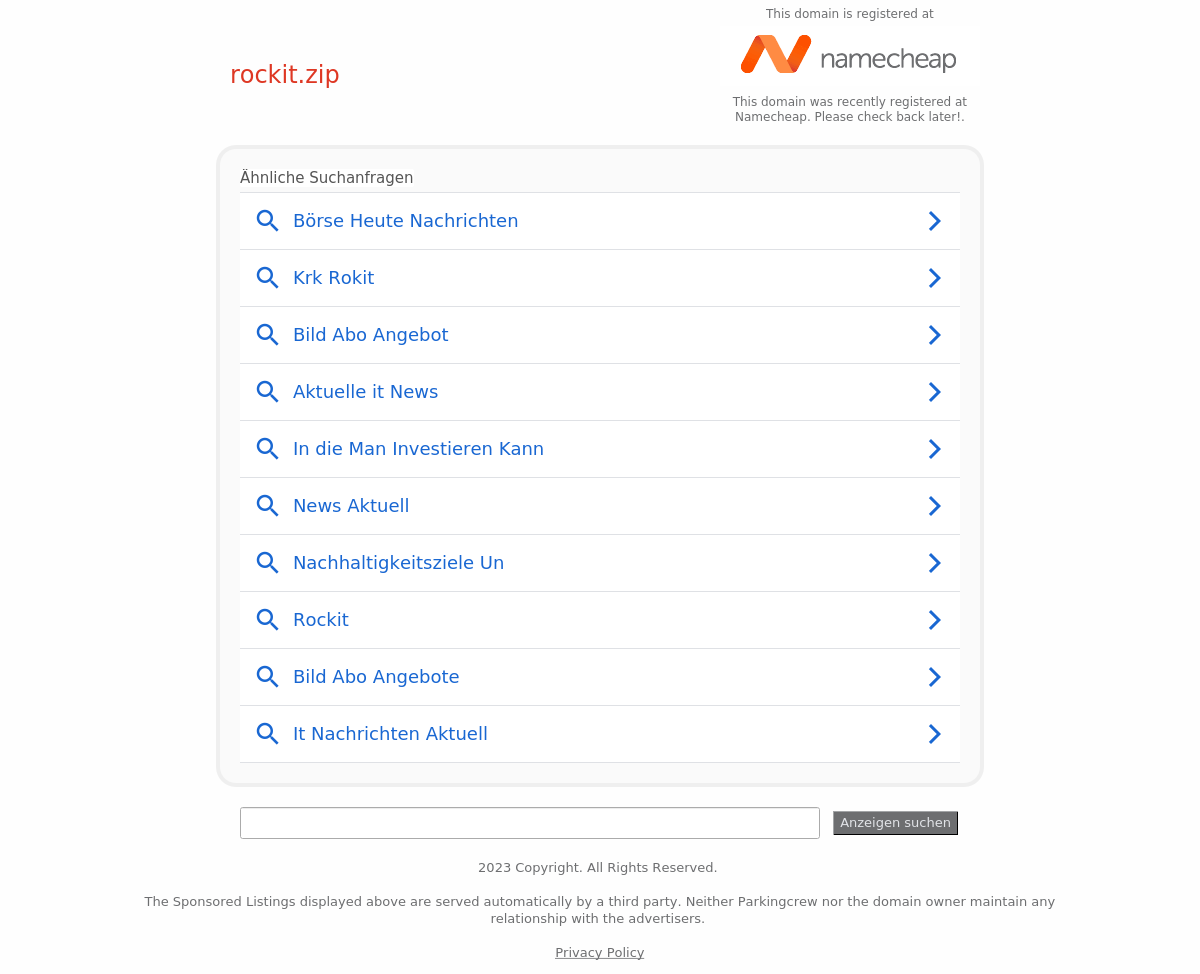 This domain is registered at
namecheap
rockit.zip
This domain was recently registered at
Namecheap. Please check back later!.
Ähnliche Suchanfragen
Börse Heute Nachrichten
Krk Rokit
Bild Abo Angebot
Aktuelle it News
In die Man Investieren Kann
News Aktuell
Nachhaltigkeitsziele Un
Rockit
Bild Abo Angebote
It Nachrichten Aktuell
Anzeigen suchen
2023 Copyright. All Rights Reserved.
The Sponsored Listings displayed above are served automatically by a third party. Neither Parkingcrew nor the domain owner maintain any
relationship with the advertisers.
Privacy Policy